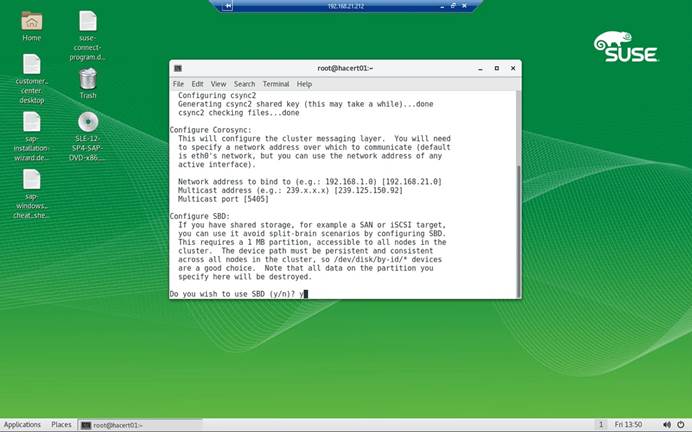 192.168.21.212
Home
suse-
connect-
program.d...
customer_
center.
desktop
Trash
sap-
installation-
wizard.de...
SLE-12-
SP4-SAP-
DVD-x86....
sap-
windows_
cheat_she...
SUSE
root@hacert01:~
File Edit View Search Terminal Help
Configuring csync2
Generating csync2 shared key (this may take a while)...done
csync2 checking files...done
Configure Corosync:
This will configure the cluster messaging layer. You will need
to specify a network address over which to communicate (default
is eth0's network, but you can use the network address of any
active interface).
Network address to bind to (e.g.: 192.168.1.0) [192.168.21.0]
Multicast address (e.g.: 239.x.x.x) [239.125.150.92]
Multicast port [5405]
Configure SBD:
If you have shared storage, for example a SAN or iSCSI target,
you can use it avoid split-brain scenarios by configuring SBD.
This requires a 1 MB partition, accessible to all nodes in the
cluster. The device path must be persistent and consistent
across all nodes in the cluster, so /dev/disk/by-id/* devices
are a good choice. Note that all data on the partition you
specify here will be destroyed.
Do you wish to use SBD (y/n)? y
Applications Places root@hacert01:~ 1 Fri 13:50